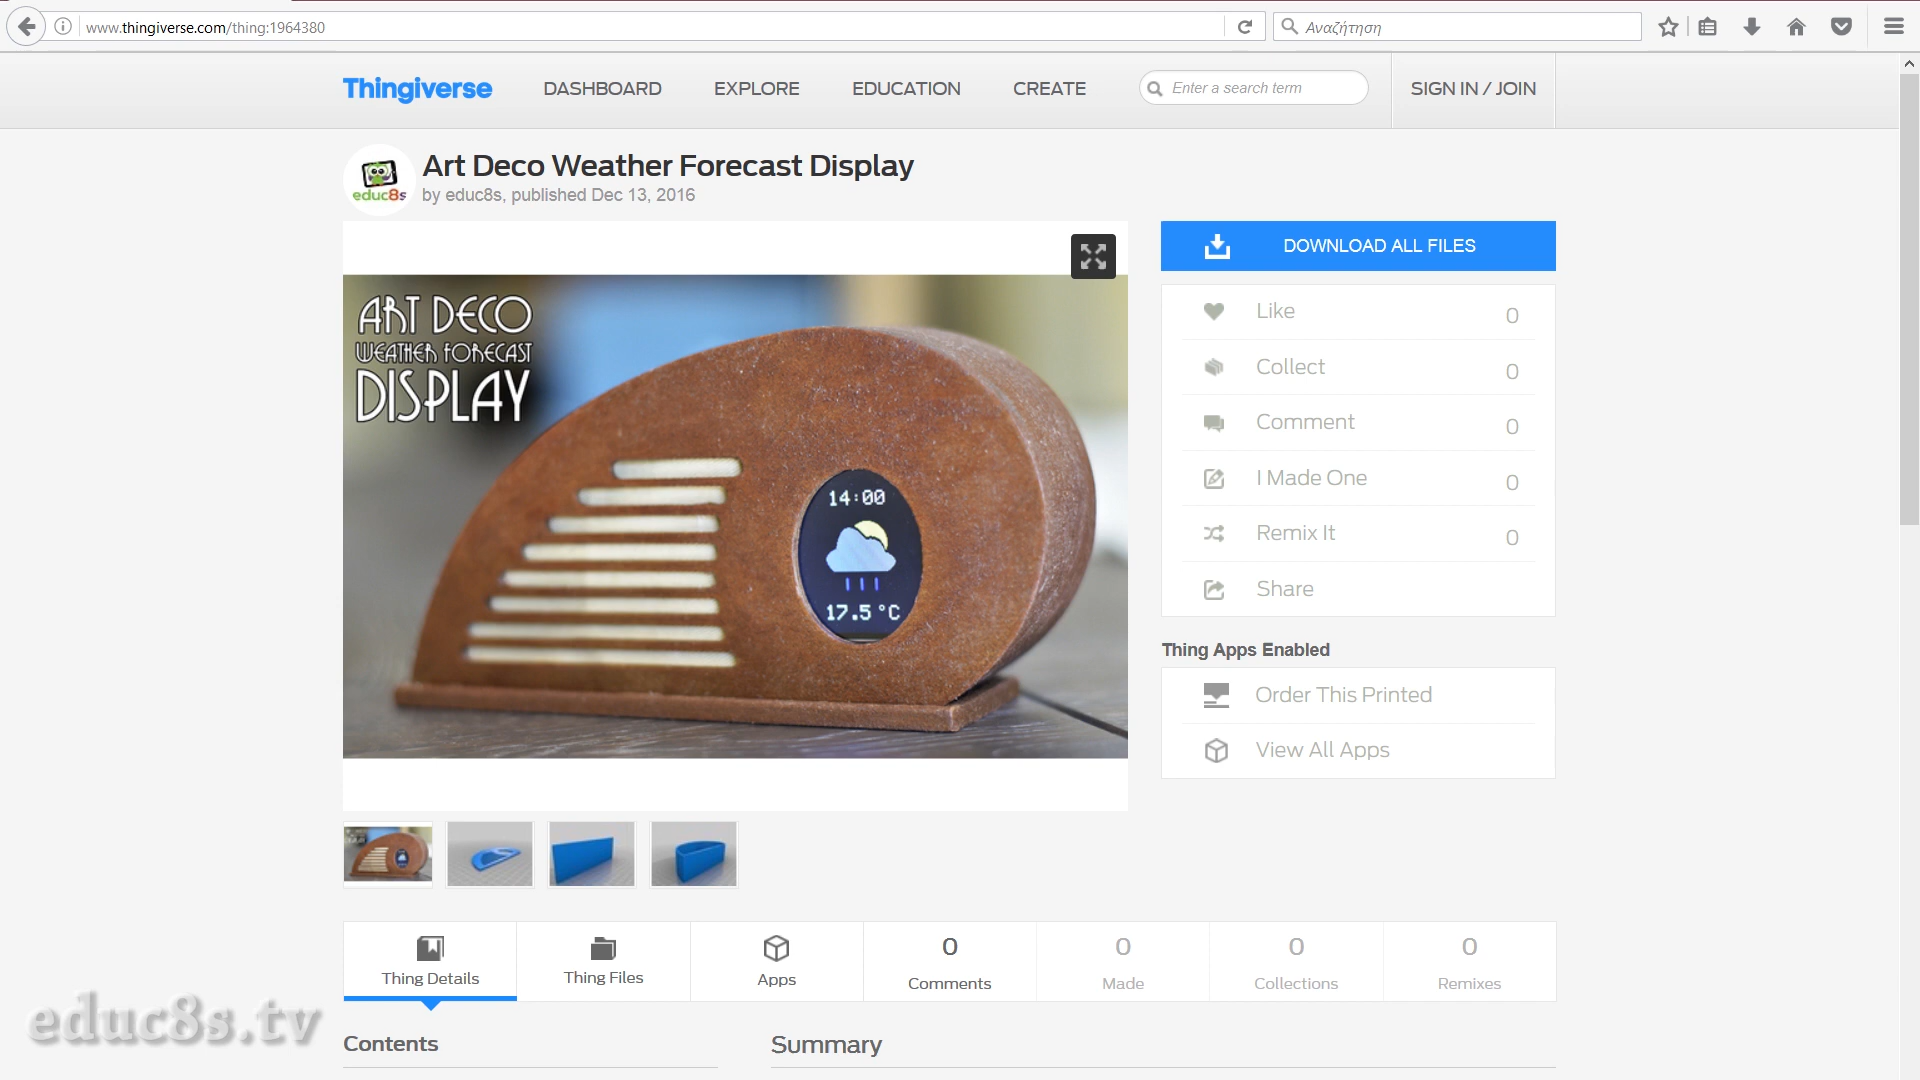 www.thingiverse.com/thing:1964380
Αναζήτηση
Thingiverse
DASHBOARD
EXPLORE
EDUCATION
CREATE
Enter a search term
SIGN IN / JOIN
educ8s
Art Deco Weather Forecast Display
by educ8s, published Dec 13, 2016
ART DECO
WEATHER FORECAST
DISPLAY
14:00
17.5°C
DOWNLOAD ALL FILES
Like 0
Collect 0
Comment 0
I Made One 0
Remix It 0
Share
Thing Apps Enabled
Order This Printed
View All Apps
Thing Details
Thing Files
Apps
0
Comments
0
Made
0
Collections
0
Remixes
educ8s.tv
Contents
Summary